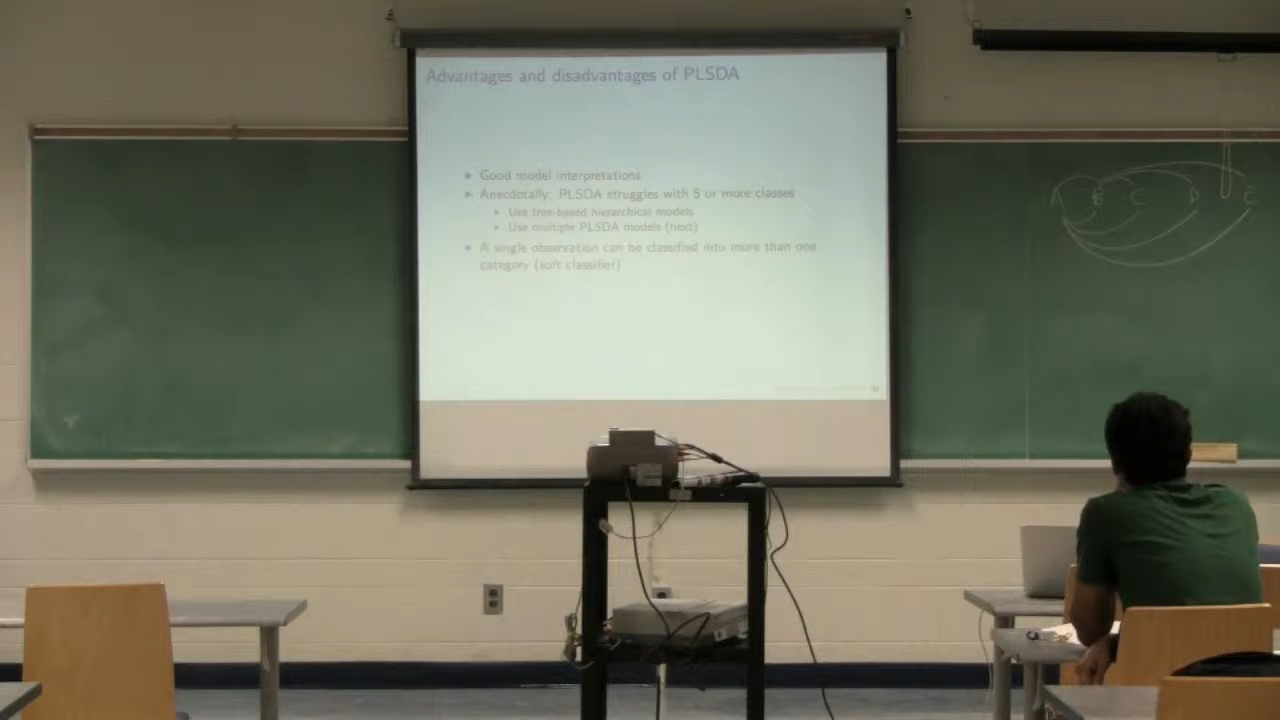 Advantages and disadvantages of PLSDA
Good model interpretations
Anecdotally: PLSDA struggles with 5 or more classes
Use tree-based hierarchical models
Use multiple PLSDA models (next)
A single observation can be classified into more than one
category (soft classifier)
A B C D E